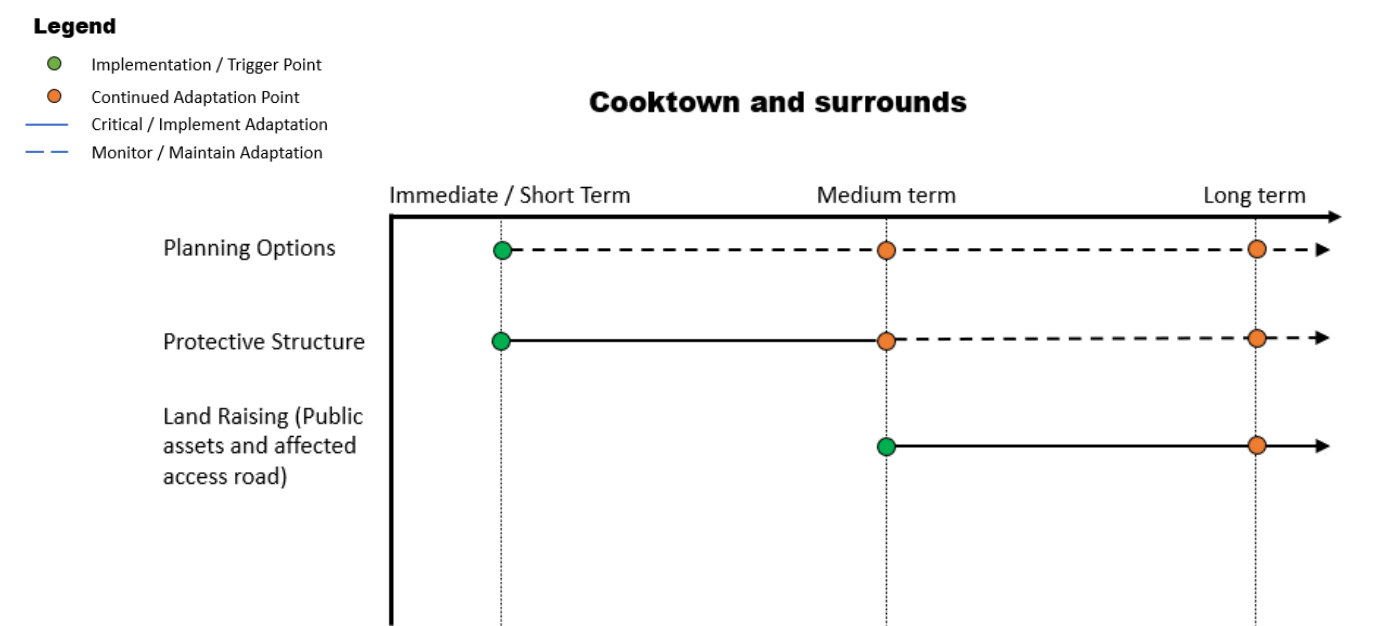 Legend
Implementation / Trigger Point
Continued Adaptation Point
Critical / Implement Adaptation
Monitor / Maintain Adaptation
Cooktown and surrounds
Immediate / Short Term
Medium term
Long term
Planning Options
Protective Structure
Land Raising (Public
assets and affected
access road)